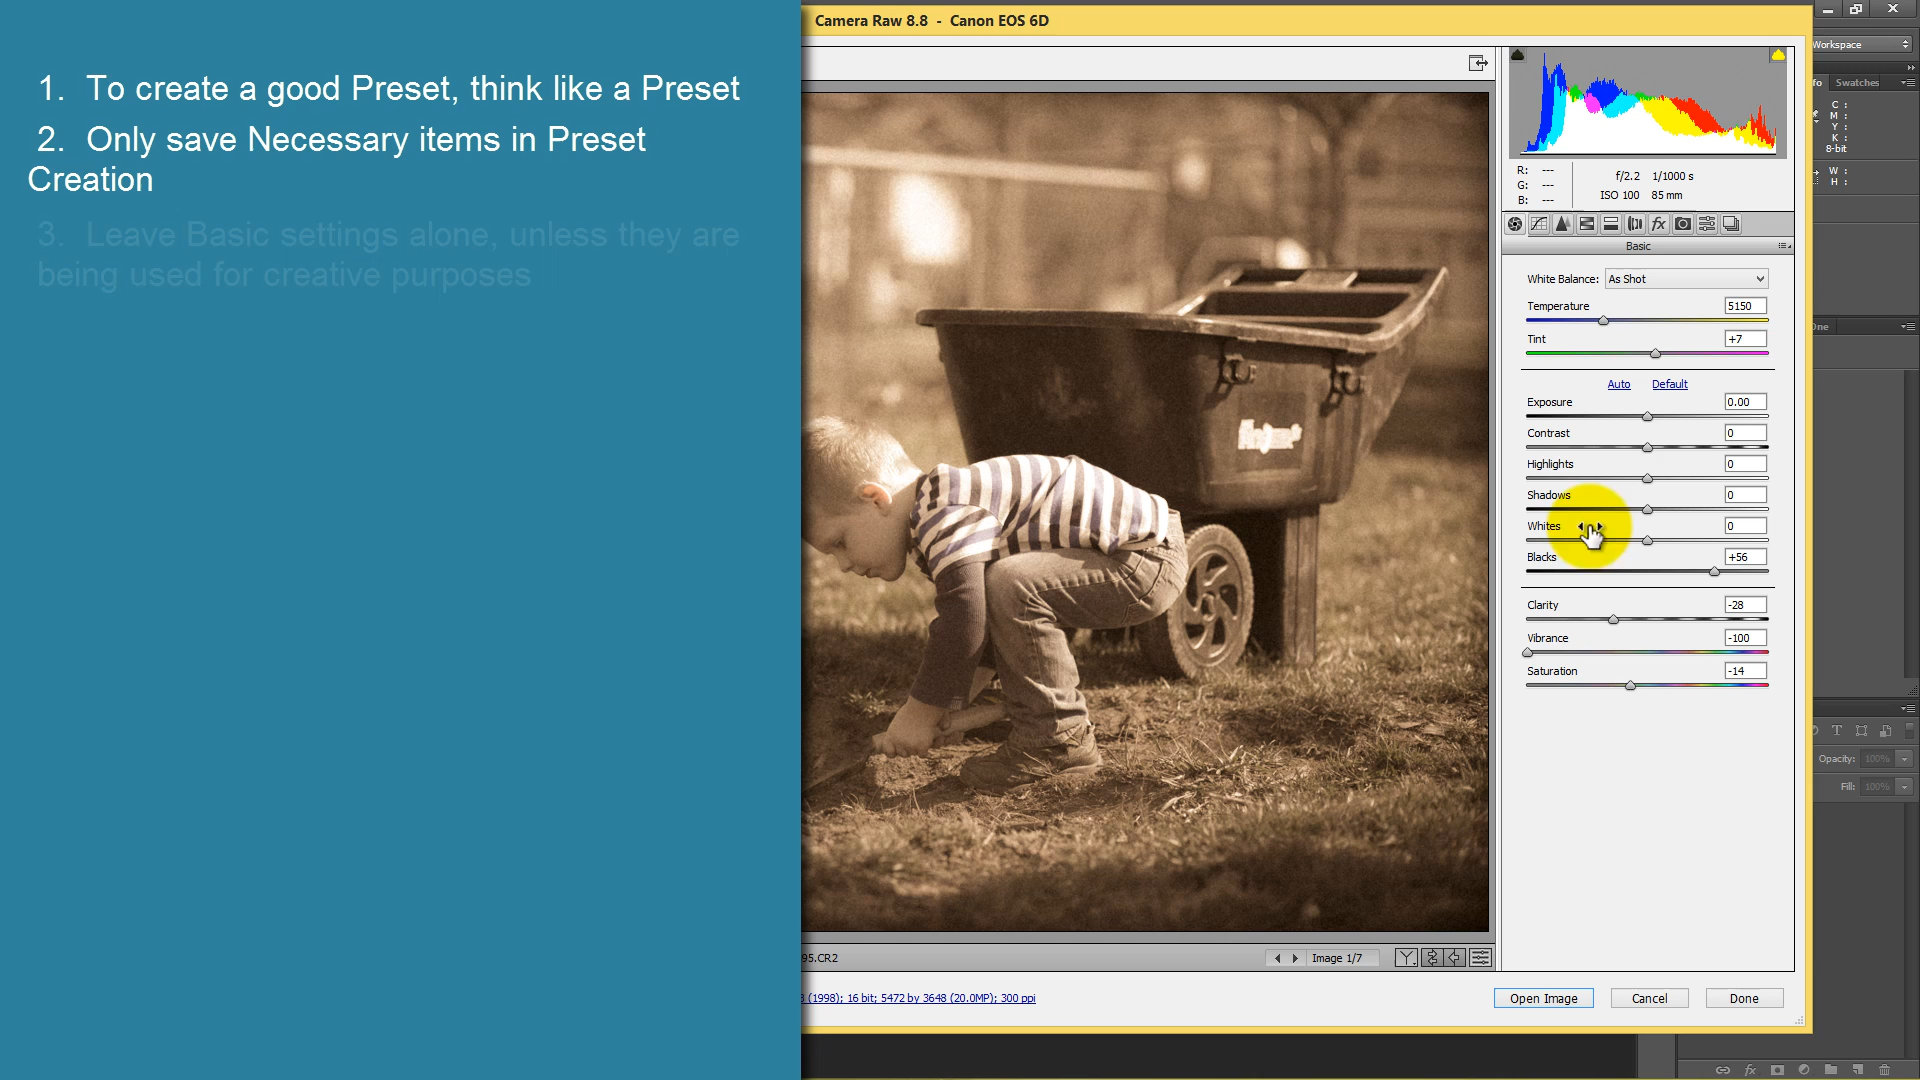 Camera Raw 8.8 - Canon EOS 6D
1. To create a good Preset, think like a Preset
2. Only save Necessary items in Preset
Creation
3. Leave Basic settings alone, unless they are
being used for creative purposes
R: ---
G: ---
B: ---
f/2.2 1/1000 s
ISO 100 85 mm
Basic
White Balance: As Shot
Temperature 5150
Tint +7
Auto Default
Exposure 0.00
Contrast 0
Highlights 0
Shadows 0
Whites 0
Blacks +56
Clarity -28
Vibrance -100
Saturation -14
95.CR2
Image 1/7
(1998); 16 bit; 5472 by 3648 (20.0MP); 300 ppi
Open Image Cancel Done
Workspace
fo Swatches
C :
M :
Y :
K :
8-bit
W :
H :
One
Opacity: 100%
Fill: 100%